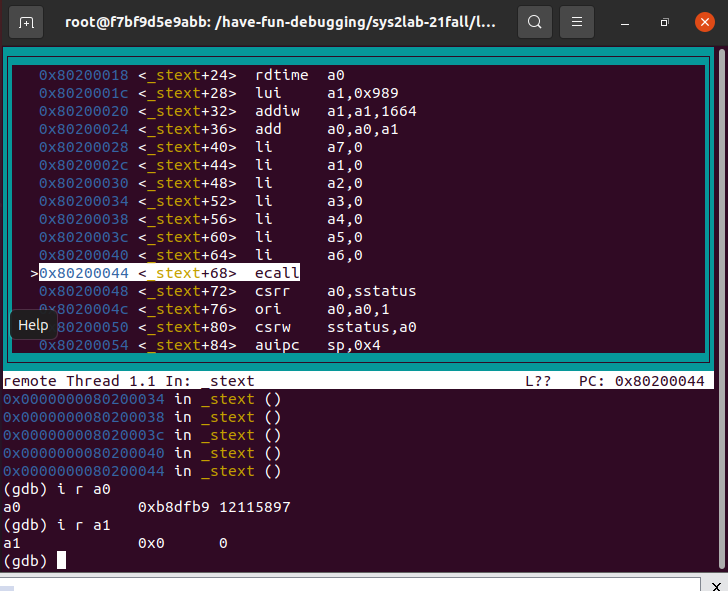 root@f7bf9d5e9abb: /have-fun-debugging/sys2lab-21fall/l...
0x80200018 <_stext+24> rdtime a0
0x8020001c <_stext+28> lui a1,0x989
0x80200020 <_stext+32> addiw a1,a1,1664
0x80200024 <_stext+36> add a0,a0,a1
0x80200028 <_stext+40> li a7,0
0x8020002c <_stext+44> li a1,0
0x80200030 <_stext+48> li a2,0
0x80200034 <_stext+52> li a3,0
0x80200038 <_stext+56> li a4,0
0x8020003c <_stext+60> li a5,0
0x80200040 <_stext+64> li a6,0
>0x80200044 <_stext+68> ecall
0x80200048 <_stext+72> csrr a0,sstatus
0x8020004c <_stext+76> ori a0,a0,1
Help
0x80200050 <_stext+80> csrw sstatus,a0
0x80200054 <_stext+84> auipc sp,0x4
remote Thread 1.1 In: _stext L?? PC: 0x80200044
0x0000000080200034 in _stext ()
0x0000000080200038 in _stext ()
0x000000008020003c in _stext ()
0x0000000080200040 in _stext ()
0x0000000080200044 in _stext ()
(gdb) i r a0
a0 0xb8dfb9 12115897
(gdb) i r a1
a1 0x0 0
(gdb)